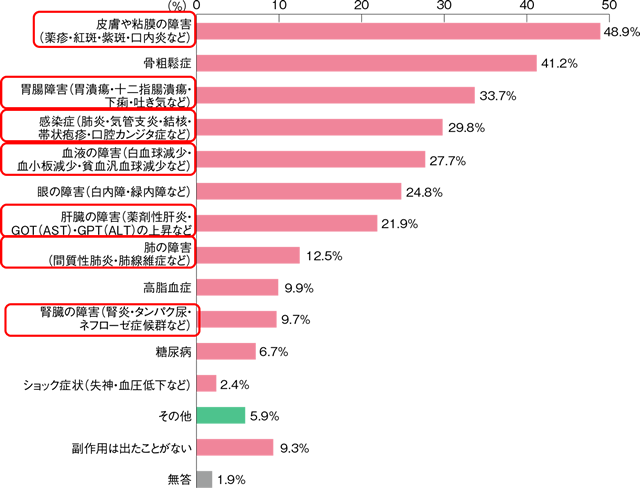 (%) 0 10 20 30 40 50
皮膚や粘膜の障害
(薬疹・紅斑・紫斑・口内炎など)
48.9%
骨粗鬆症
41.2%
胃腸障害(胃潰瘍・十二指腸潰瘍・
下痢・吐き気など)
33.7%
感染症(肺炎・気管支炎・結核・
帯状疱疹・口腔カンジタ症など)
29.8%
血液の障害(白血球減少・
血小板減少・貧血汎血球減少など)
27.7%
眼の障害(白内障・緑内障など)
24.8%
肝臓の障害(薬剤性肝炎・
GOT(AST)・GPT(ALT)の上昇など
21.9%
肺の障害
(間質性肺炎・肺線維症など)
12.5%
高脂血症
9.9%
腎臓の障害(腎炎・タンパク尿・
ネフローゼ症候群など)
9.7%
糖尿病
6.7%
ショック症状(失神・血圧低下など)
2.4%
その他
5.9%
副作用は出たことがない
9.3%
無答
1.9%